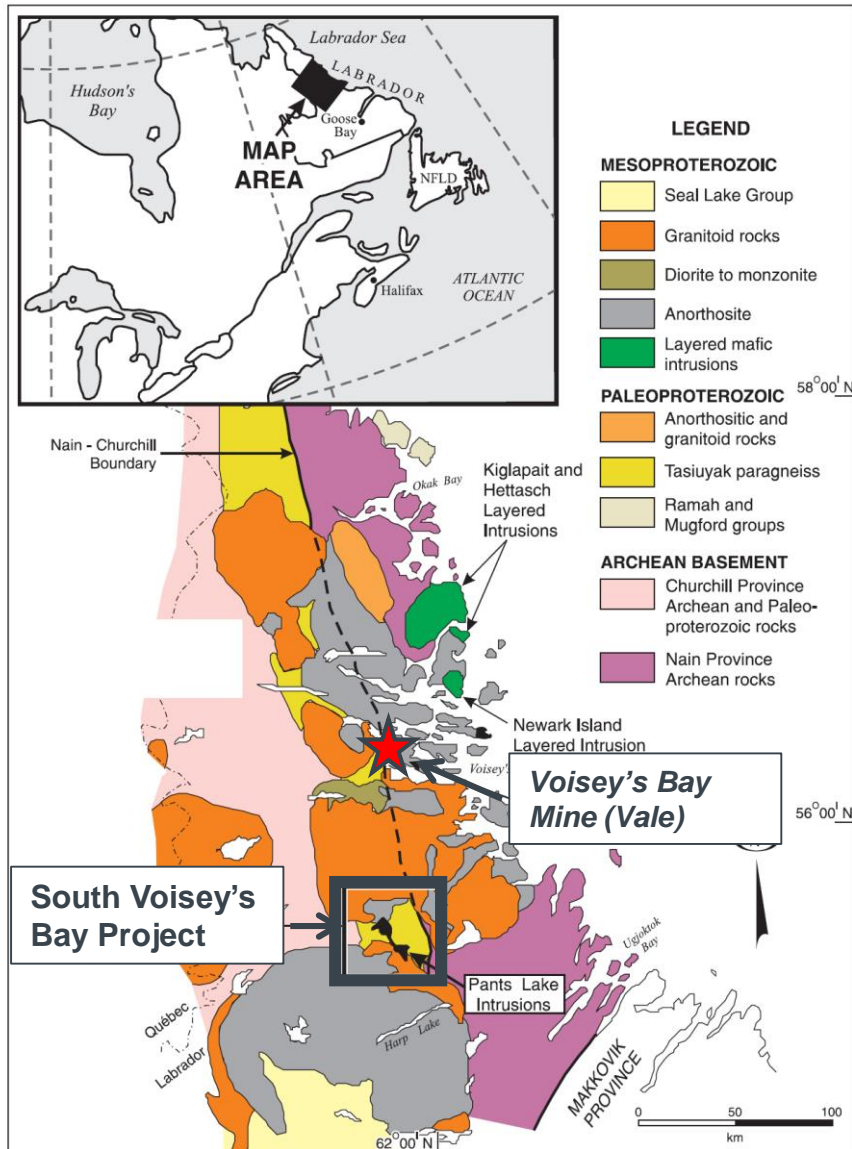 Labrador Sea
Hudson's
Bay
LABRADOR
Goose
Bay
MAP
AREA
NFLD
ATLANTIC
OCEAN
Halifax
LEGEND
MESOPROTEROZOIC
Seal Lake Group
Granitoid rocks
Diorite to monzonite
Anorthosite
Layered mafic
intrusions
PALEOPROTEROZOIC
Anorthositic and
granitoid rocks
Tasiuyak paragneiss
Ramah and
Mugford groups
ARCHEAN BASEMENT
Churchill Province
Archean and Paleo-
proterozoic rocks
Nain Province
Archean rocks
58°00' N
Nain - Churchill
Boundary
Okak Bay
Kiglapait and
Hettasch
Layered
Intrusions
Newark Island
Layered Intrusion
Voisey's
Voisey's Bay
Mine (Vale)
56°00' N
South Voisey's
Bay Project
Pants Lake
Intrusions
Ugjoktok
Bay
Québec
Labrador
Harp Lake
MAKKOVIK
PROVINCE
0 50 100
km
62°00' N